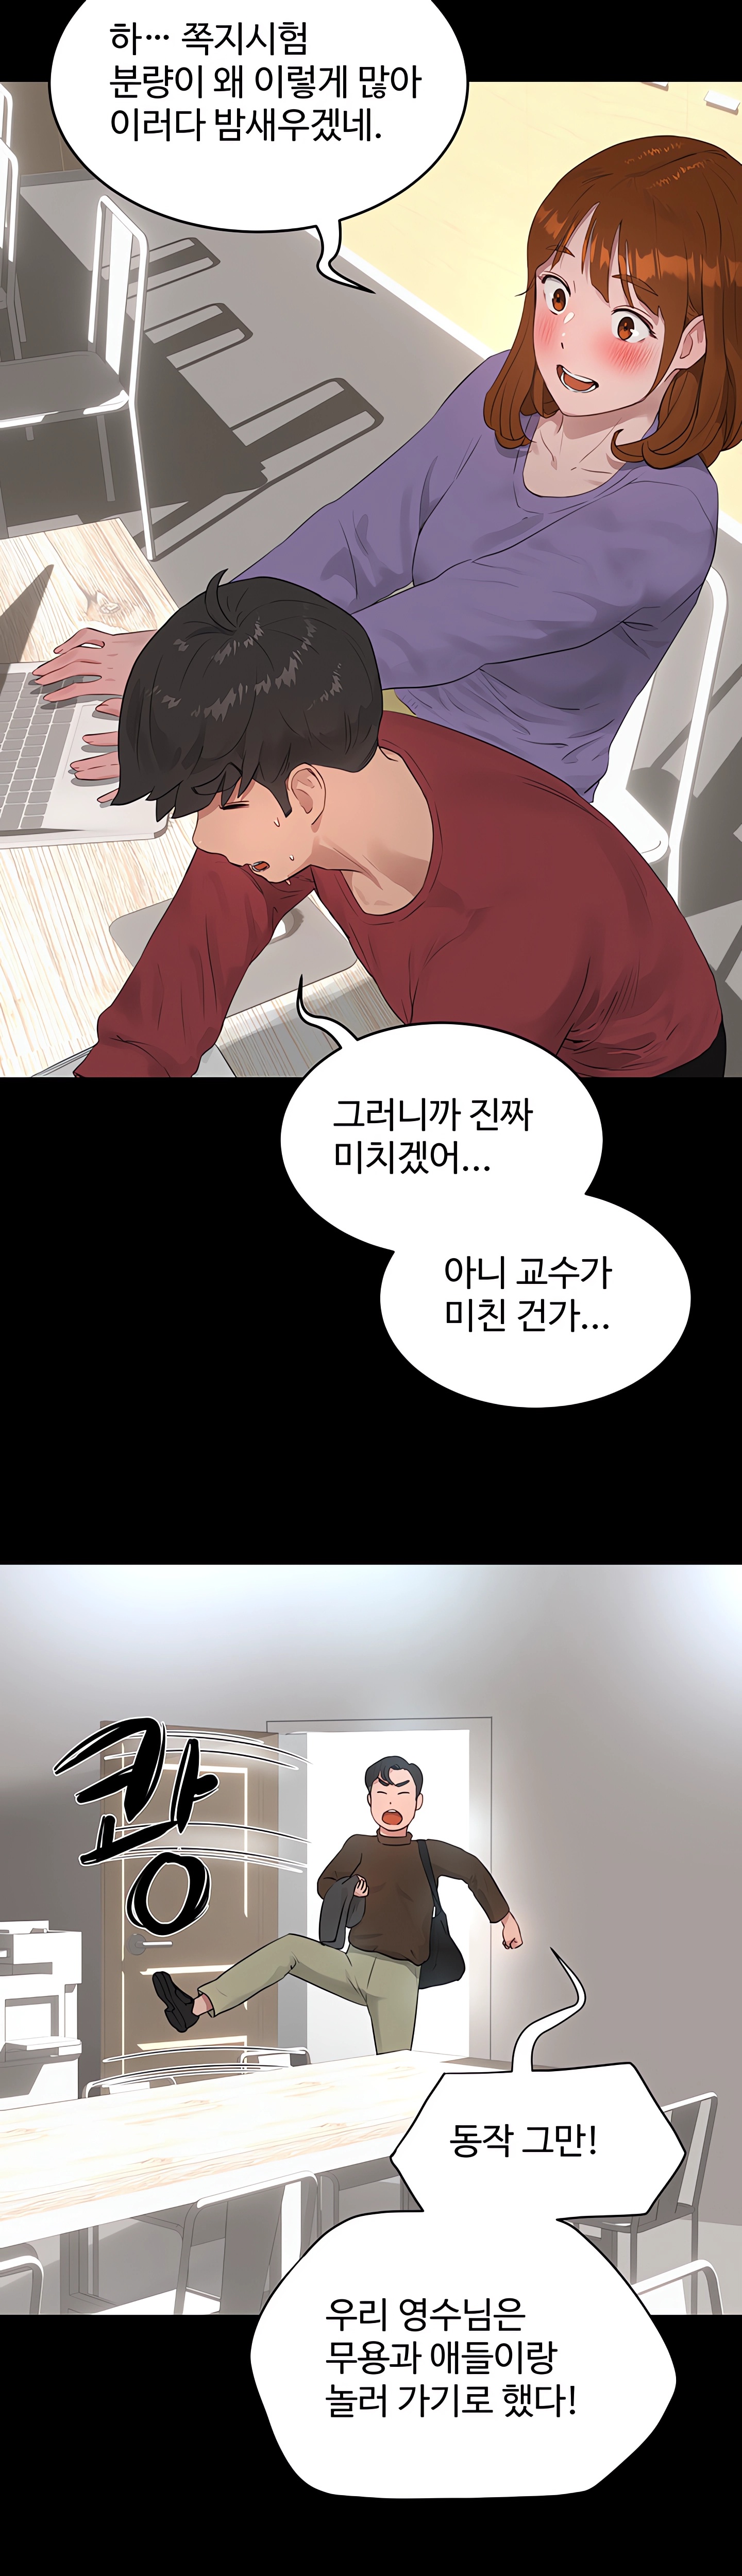 하… 쪽지시험
분량이 왜 이렇게 많아
이러다 밤새우겠네.
그러니까 진짜
미치겠어...
아니 교수가
미친 건가...
쾅
동작 그만!
우리 영수님은
무용과 애들이랑
놀러 가기로 했다!